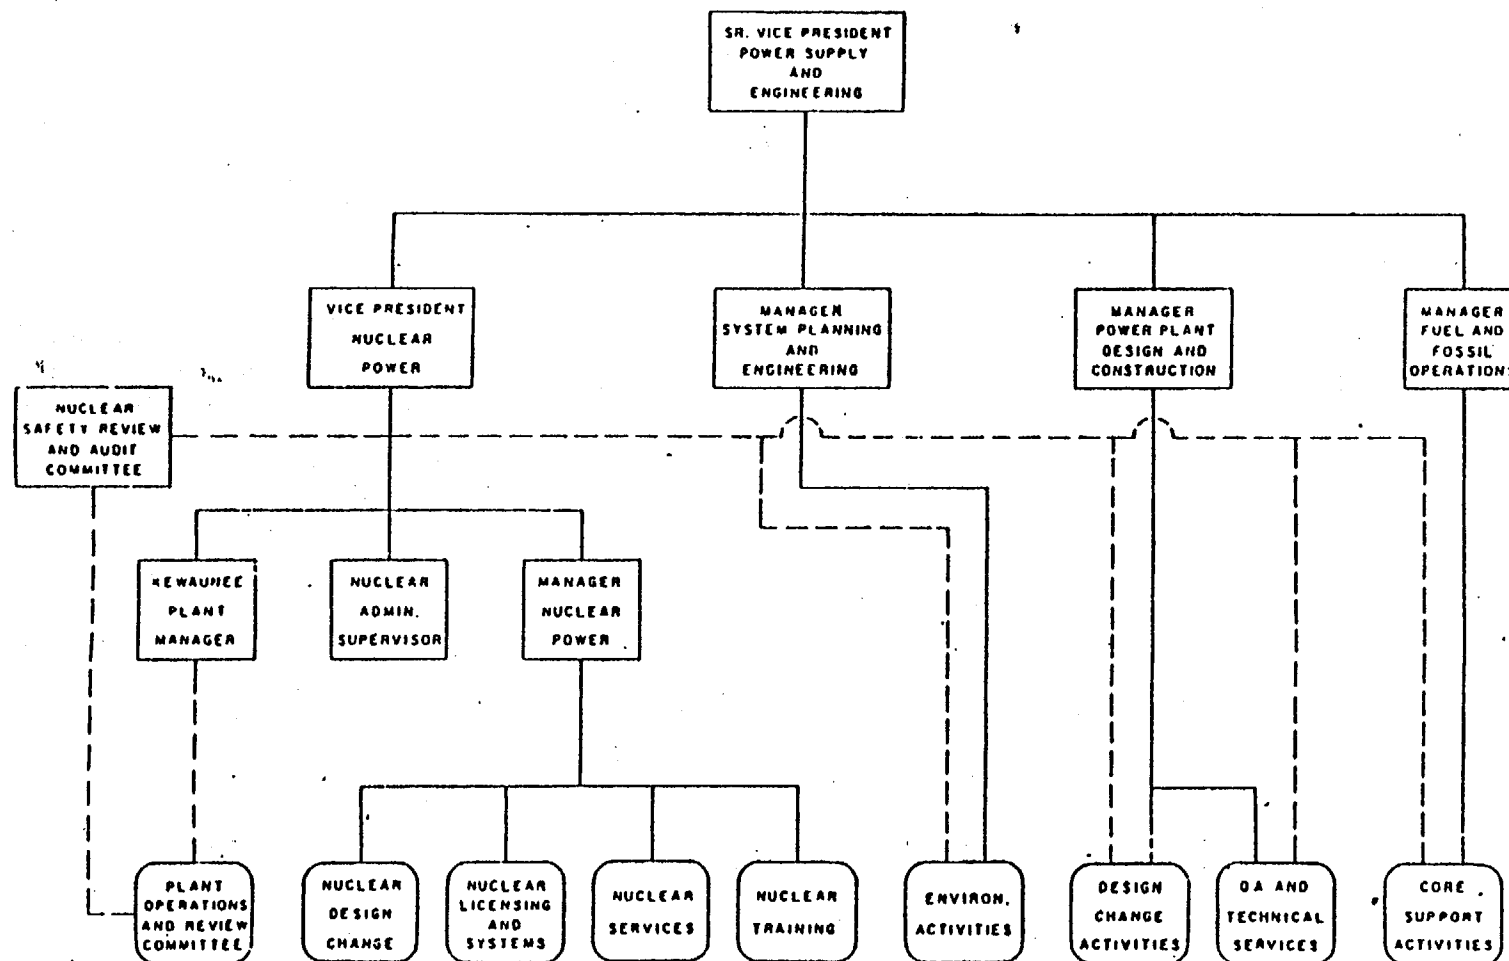 SR. VICE PRESIDENT
POWER SUPPLY
AND
ENGINEERING
VICE PRESIDENT
NUCLEAR
POWER
MANAGER
SYSTEM PLANNING
AND
ENGINEERING
MANAGER
POWER PLANT
DESIGN AND
CONSTRUCTION
MANAGER
FUEL AND
FOSSIL
OPERATIONS
NUCLEAR
SAFETY REVIEW
AND AUDIT
COMMITTEE
KEWAUNEE
PLANT
MANAGER
NUCLEAR
ADMIN.
SUPERVISOR
MANAGER
NUCLEAR
POWER
PLANT
OPERATIONS
AND REVIEW
COMMITTEE
NUCLEAR
DESIGN
CHANGE
NUCLEAR
LICENSING
AND
SYSTEMS
NUCLEAR
SERVICES
NUCLEAR
TRAINING
ENVIRON.
ACTIVITIES
DESIGN
CHANGE
ACTIVITIES
QA AND
TECHNICAL
SERVICES
CORE
SUPPORT
ACTIVITIES